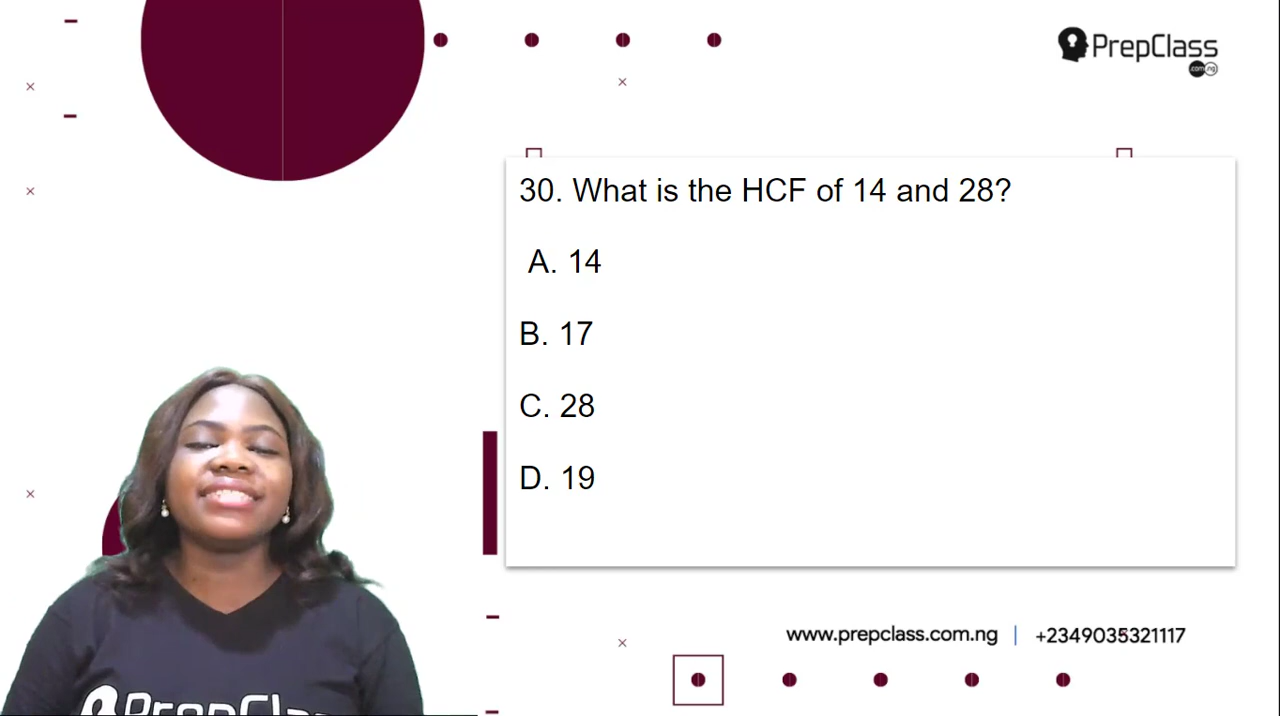 PrepClass
.com.ng
30. What is the HCF of 14 and 28?
A. 14
B. 17
C. 28
D. 19
www.prepclass.com.ng | +2349035321117
PrepClass